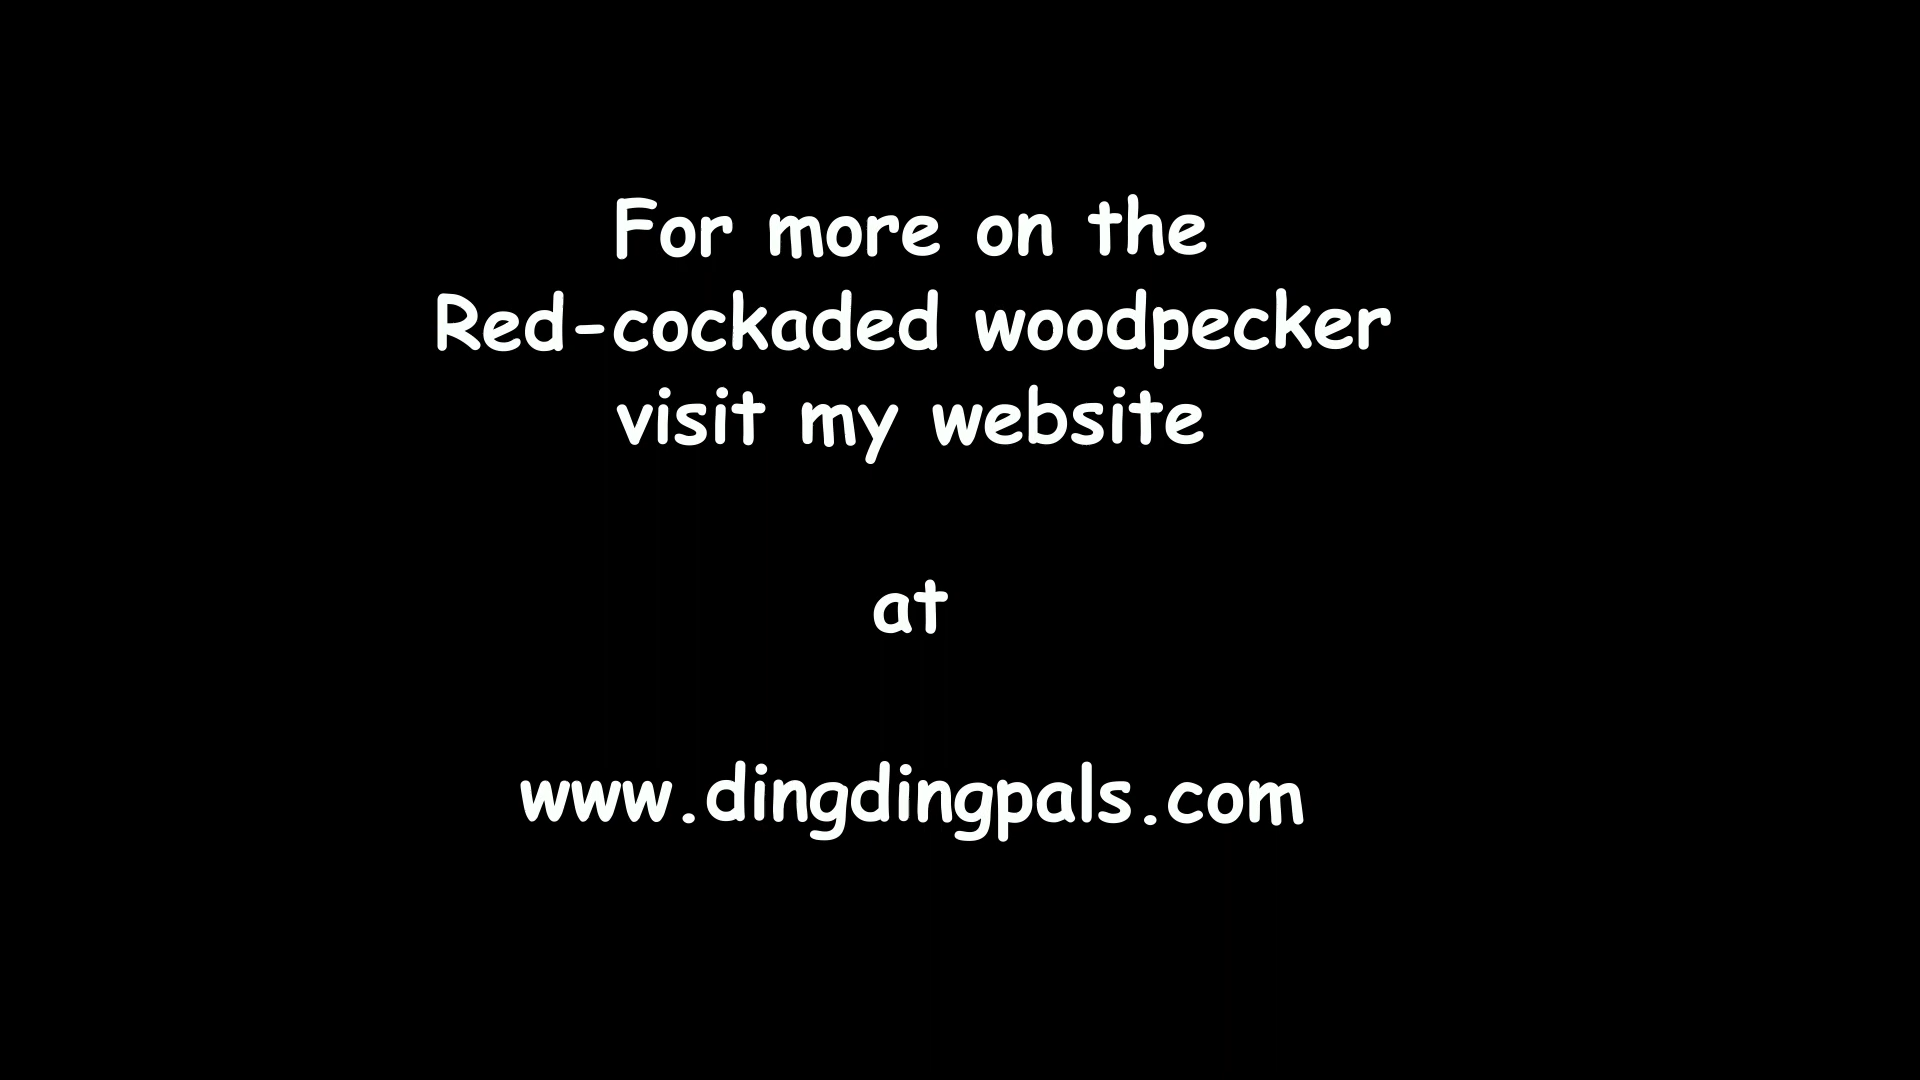 For more on the
Red-cockaded woodpecker
visit my website
at
www.dingdingpals.com